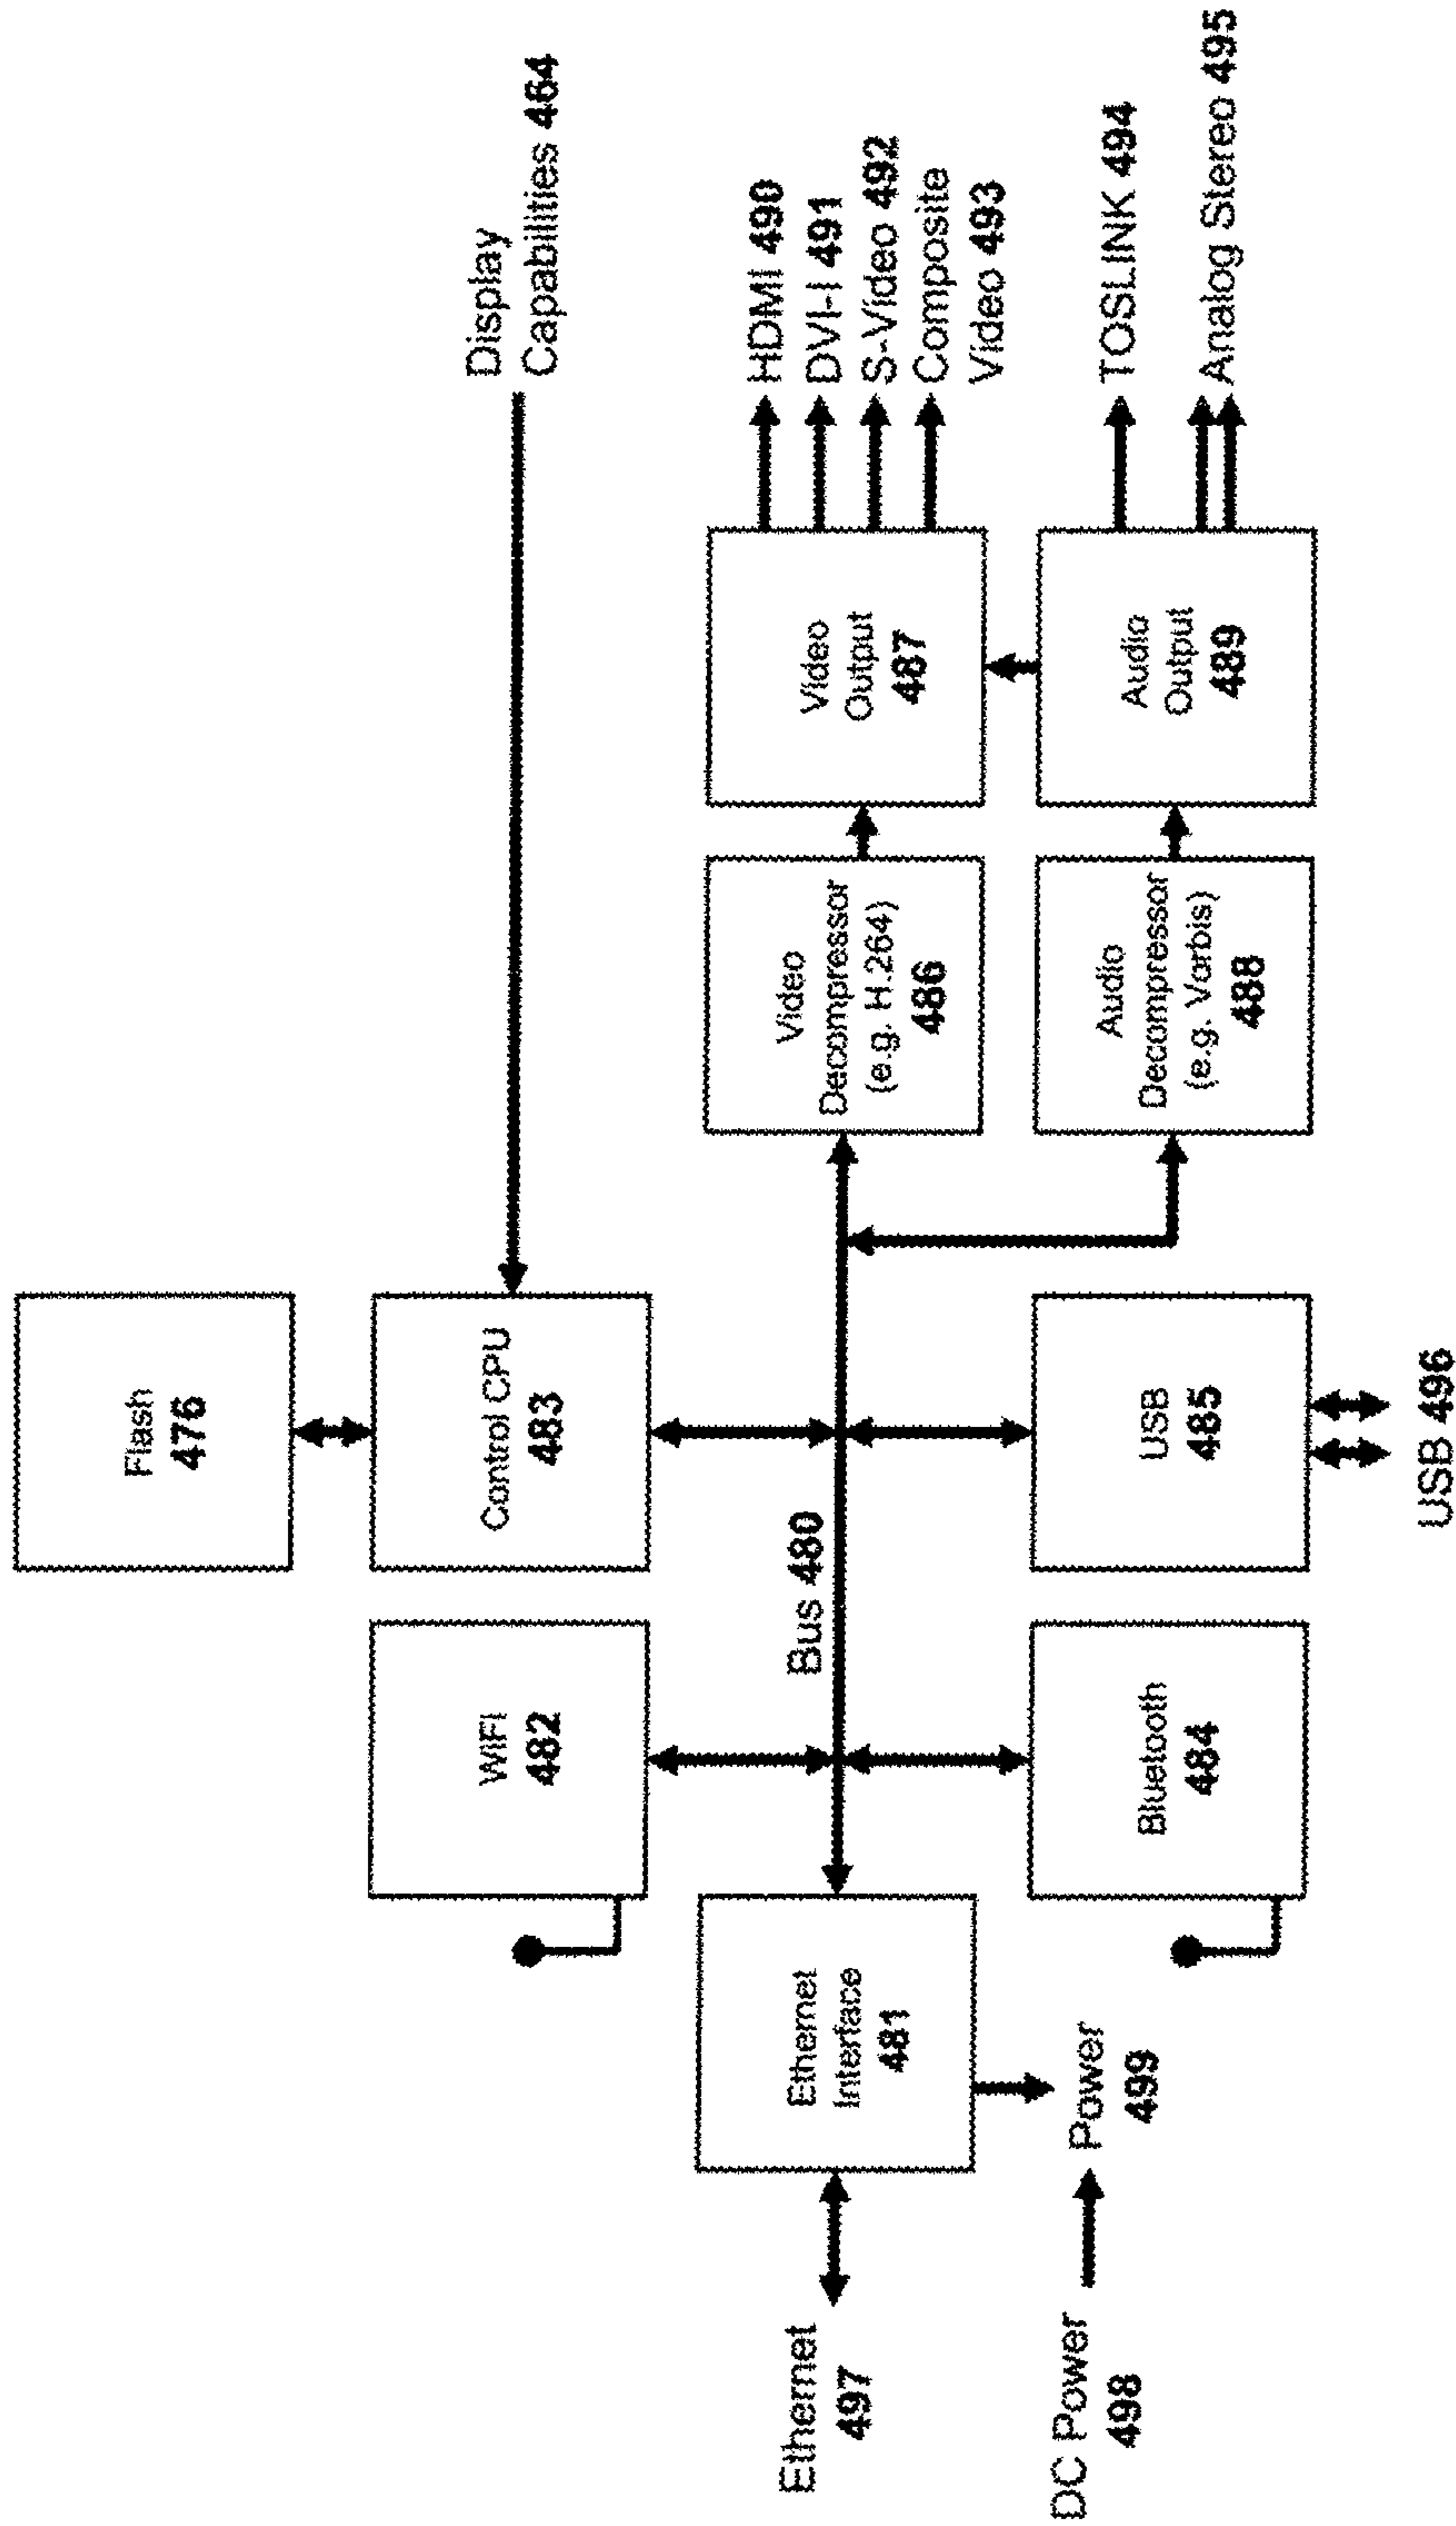 Flash
476
Display
Capabilities 464
WiFi
482
Control CPU
483
Bus 480
Ethernet
497
Ethernet
Interface
481
Video
Decompressor
(e.g. H.264)
486
Video
Output
487
HDMI 490
DVI-I 491
S-Video 492
Composite
Video 493
DC Power
498
Power
499
Bluetooth
484
USB
485
Audio
Decompressor
(e.g. Vorbis)
488
Audio
Output
489
TOSLINK 494
Analog Stereo 495
USB 496